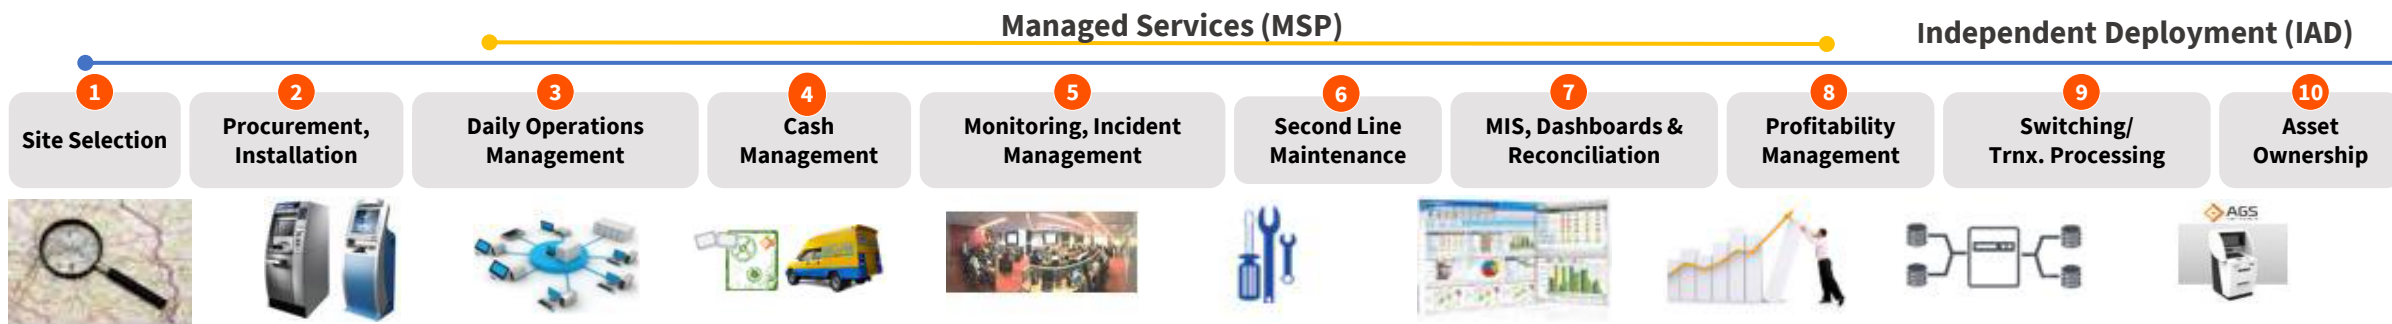 Managed Services (MSP)
Independent Deployment (IAD)
1
Site Selection
2
Procurement,
Installation
3
Daily Operations
Management
4
Cash
Management
5
Monitoring, Incident
Management
6
Second Line
Maintenance
7
MIS, Dashboards &
Reconciliation
8
Profitability
Management
9
Switching/
Trnx. Processing
10
Asset
Ownership
AGS